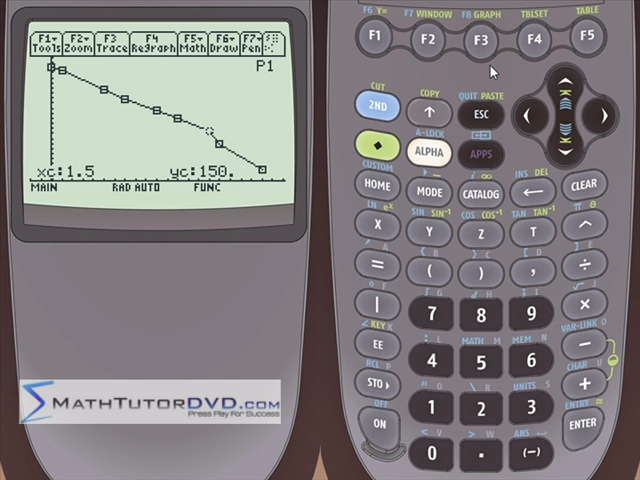 F1▾ F2▾ F3 F4 F5▾ F6▾ F7▾
Tools Zoom Trace ReGraph Math Draw Pen
P1
xc:1.5 yc:150.
MAIN RAD AUTO FUNC
MathTutorDVD.com
Press Play For Success
F6 Y= F7 WINDOW F8 GRAPH TBLSET TABLE
F1 F2 F3 F4 F5
CUT COPY QUIT PASTE
2ND ↑ ESC
A-LOCK
◆ ALPHA APPS
CUSTOM INS DEL
HOME MODE CATALOG ← CLEAR
LN eˣ SIN SIN⁻¹ COS COS⁻¹ TAN TAN⁻¹ π θ
X Y Z T ^
' A { B } C [ D ] E
= ( ) , ÷
F G H I √ J
| 7 8 9 ×
∠ KEY K : L MATH M MEM N VAR-LINK O
EE 4 5 6 −
RCL P " Q \ R UNITS S CHAR U
STO▸ 1 2 3 +
OFF < V > W ANS ENTRY ≈
ON 0 . (−) ENTER